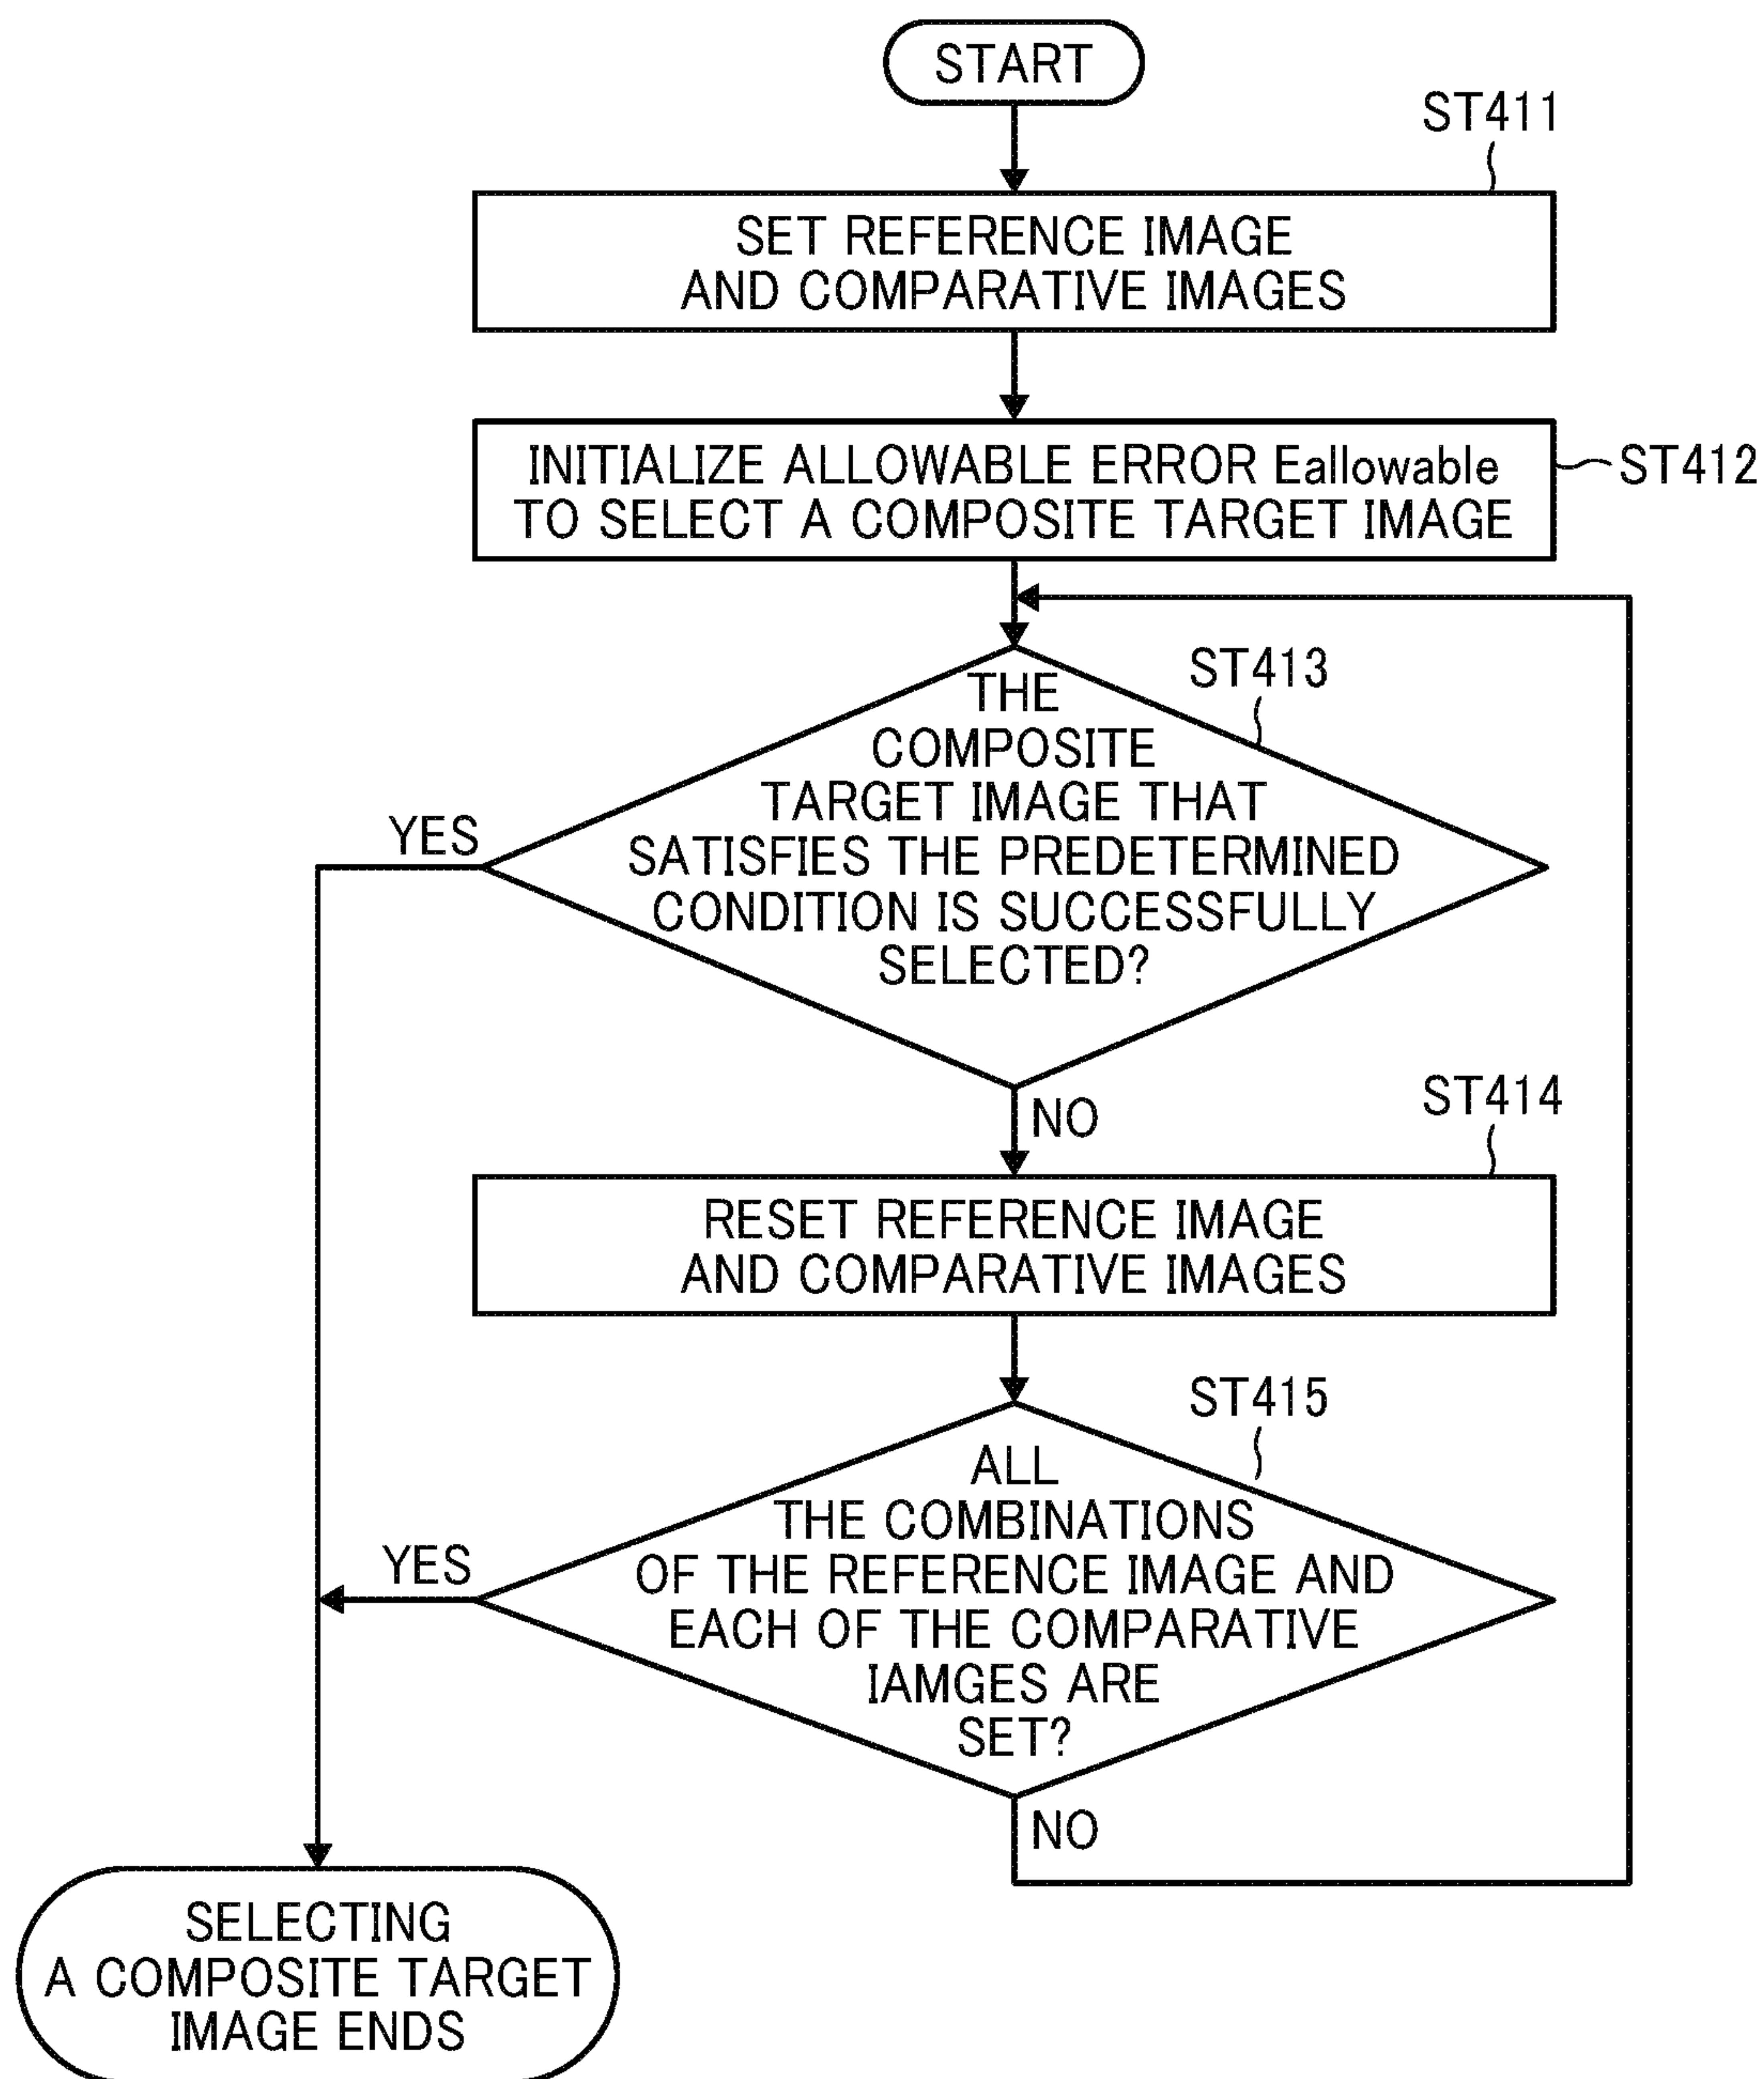 START
ST411
SET REFERENCE IMAGE
AND COMPARATIVE IMAGES
INITIALIZE ALLOWABLE ERROR Eallowable
TO SELECT A COMPOSITE TARGET IMAGE
ST412
ST413
THE
COMPOSITE
TARGET IMAGE THAT
SATISFIES THE PREDETERMINED
CONDITION IS SUCCESSFULLY
SELECTED?
YES
NO
ST414
RESET REFERENCE IMAGE
AND COMPARATIVE IMAGES
ST415
ALL
THE COMBINATIONS
OF THE REFERENCE IMAGE AND
EACH OF THE COMPARATIVE
IAMGES ARE
SET?
YES
NO
SELECTING
A COMPOSITE TARGET
IMAGE ENDS